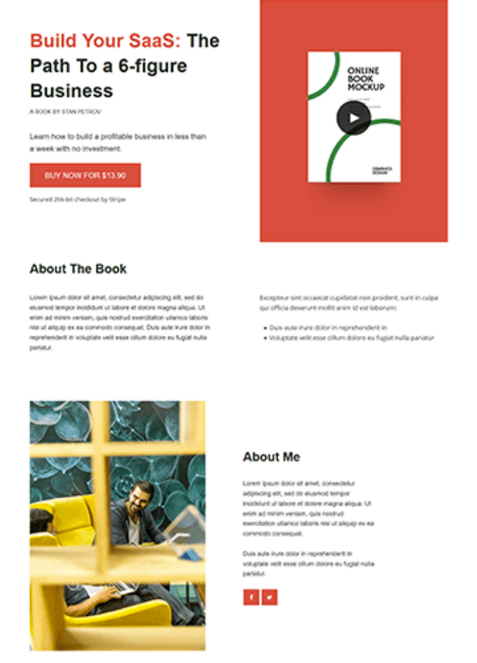 Build Your SaaS: The
Path To a 6-figure
Business
A BOOK BY STAN PETROV
Learn how to build a profitable business in less than
a week with no investment.
BUY NOW FOR $13.90
Secured 256-bit checkout by Stripe
ONLINE
BOOK
MOCKUP
GRAPHICS
DESIGN
About The Book
Lorem ipsum dolor sit amet, consectetur adipiscing elit, sed do
eiusmod tempor incididunt ut labore et dolore magna aliqua. Ut
enim ad minim veniam, quis nostrud exercitation ullamco laboris
nisi ut aliquip ex ea commodo consequat. Duis aute irure dolor in
reprehenderit in voluptate velit esse cillum dolore eu fugiat nulla
pariatur.
Excepteur sint occaecat cupidatat non proident, sunt in culpa
qui officia deserunt mollit anim id est laborum:
Duis aute irure dolor in reprehenderit in
Voluptate velit esse cillum dolore eu fugiat nulla pariatur
About Me
Lorem ipsum dolor sit amet, consectetur
adipiscing elit, sed do eiusmod tempor
incididunt ut labore et dolore magna aliqua. Ut
enim ad minim veniam, quis nostrud
exercitation ullamco laboris nisi ut aliquip ex ea
commodo consequat.
Duis aute irure dolor in reprehenderit in
voluptate velit esse cillum dolore eu fugiat nulla
pariatur.